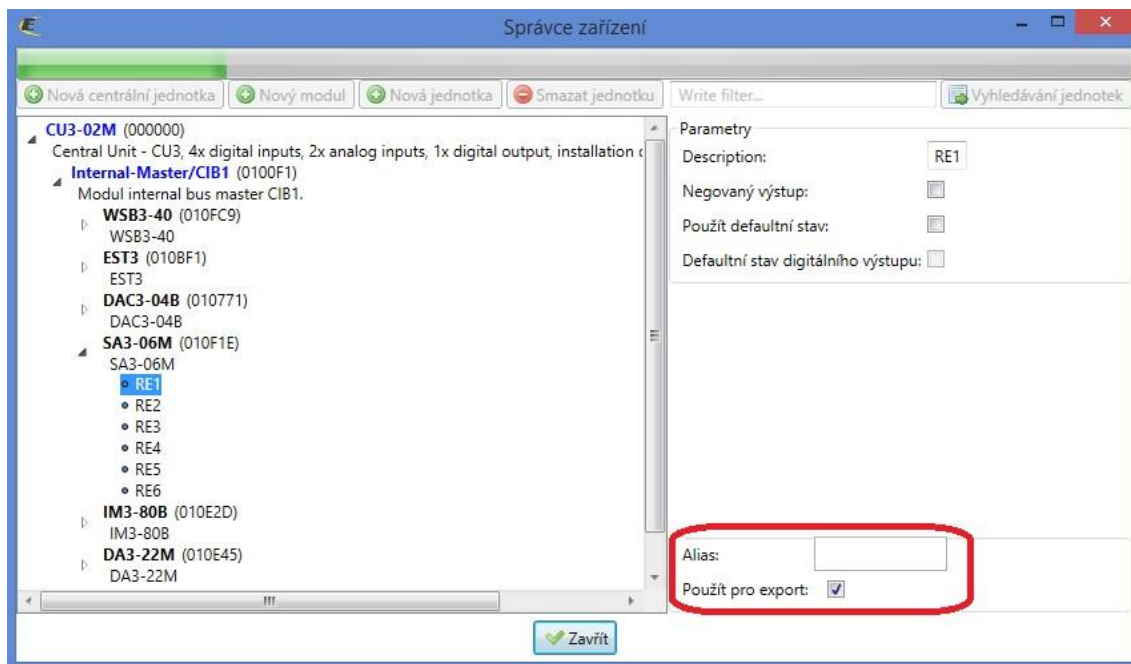 Správce zařízení
Nová centrální jednotka Nový modul Nová jednotka Smazat jednotku Write filter... Vyhledávání jednotek
CU3-02M (000000)
Central Unit - CU3, 4x digital inputs, 2x analog inputs, 1x digital output, installation
Internal-Master/CIB1 (0100F1)
Modul internal bus master CIB1.
WSB3-40 (010FC9)
WSB3-40
EST3 (010BF1)
EST3
DAC3-04B (010771)
DAC3-04B
SA3-06M (010F1E)
SA3-06M
RE1
RE2
RE3
RE4
RE5
RE6
IM3-80B (010E2D)
IM3-80B
DA3-22M (010E45)
DA3-22M
Parametry
Description: RE1
Negovaný výstup:
Použít defaultní stav:
Defaultní stav digitálního výstupu:
Alias:
Použít pro export:
Zavřít